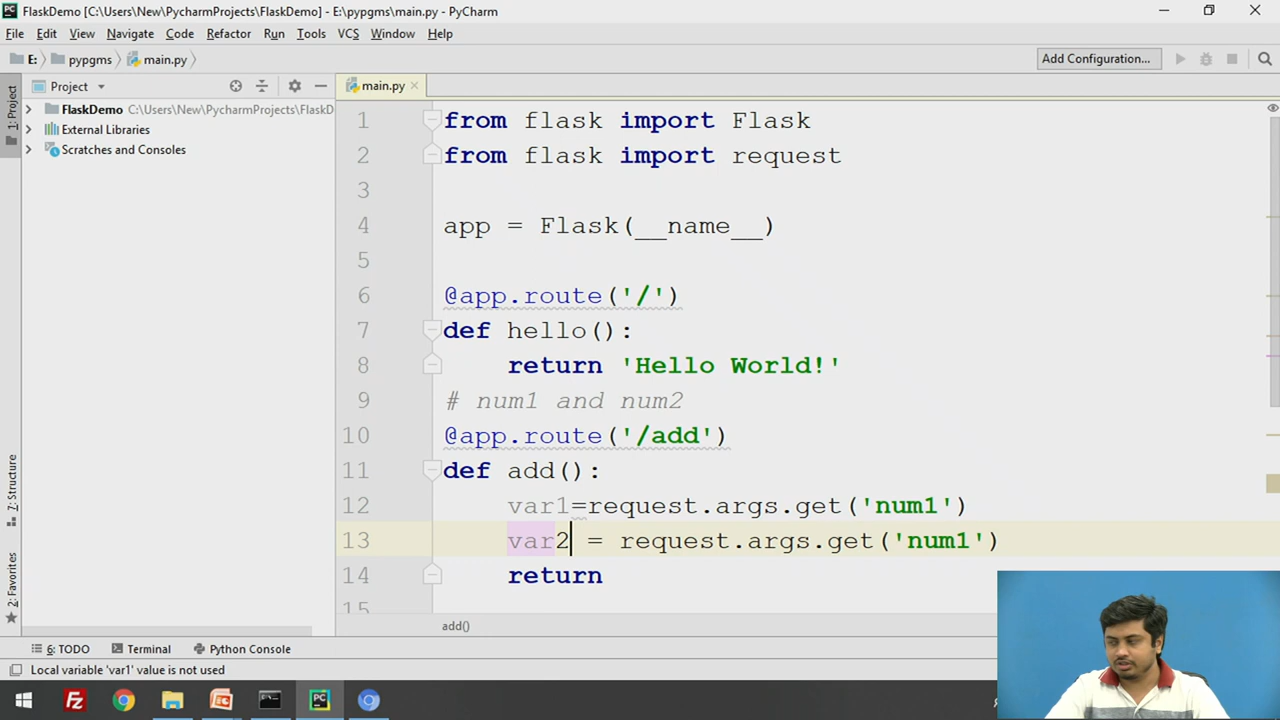 FlaskDemo [C:\Users\New\PycharmProjects\FlaskDemo] - E:\pypgms\main.py - PyCharm
File Edit View Navigate Code Refactor Run Tools VCS Window Help
E: pypgms main.py Add Configuration...
1: Project Project main.py
FlaskDemo C:\Users\New\PycharmProjects\FlaskD
External Libraries
Scratches and Consoles
1 from flask import Flask
2 from flask import request
3
4 app = Flask(__name__)
5
6 @app.route('/')
7 def hello():
8 return 'Hello World!'
9 # num1 and num2
10 @app.route('/add')
11 def add():
12 var1=request.args.get('num1')
13 var2 = request.args.get('num1')
14 return
15
7: Structure
2: Favorites
add()
6: TODO Terminal Python Console
Local variable 'var1' value is not used